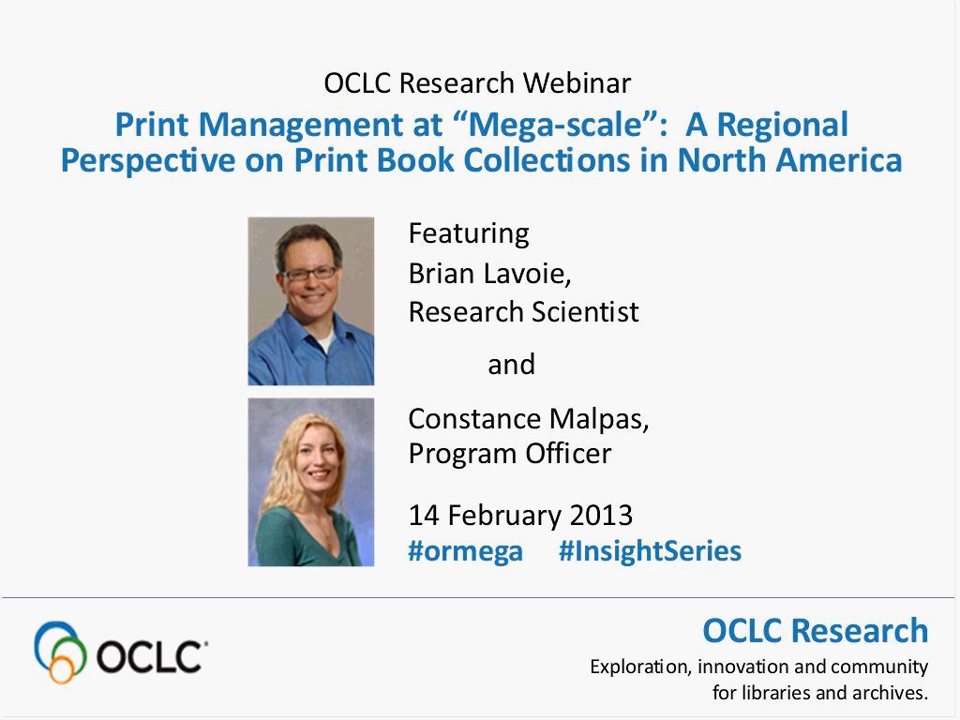 OCLC Research Webinar
Print Management at “Mega-scale”: A Regional
Perspective on Print Book Collections in North America
Featuring
Brian Lavoie,
Research Scientist
and
Constance Malpas,
Program Officer
14 February 2013
#ormega #InsightSeries
OCLC
OCLC Research
Exploration, innovation and community
for libraries and archives.